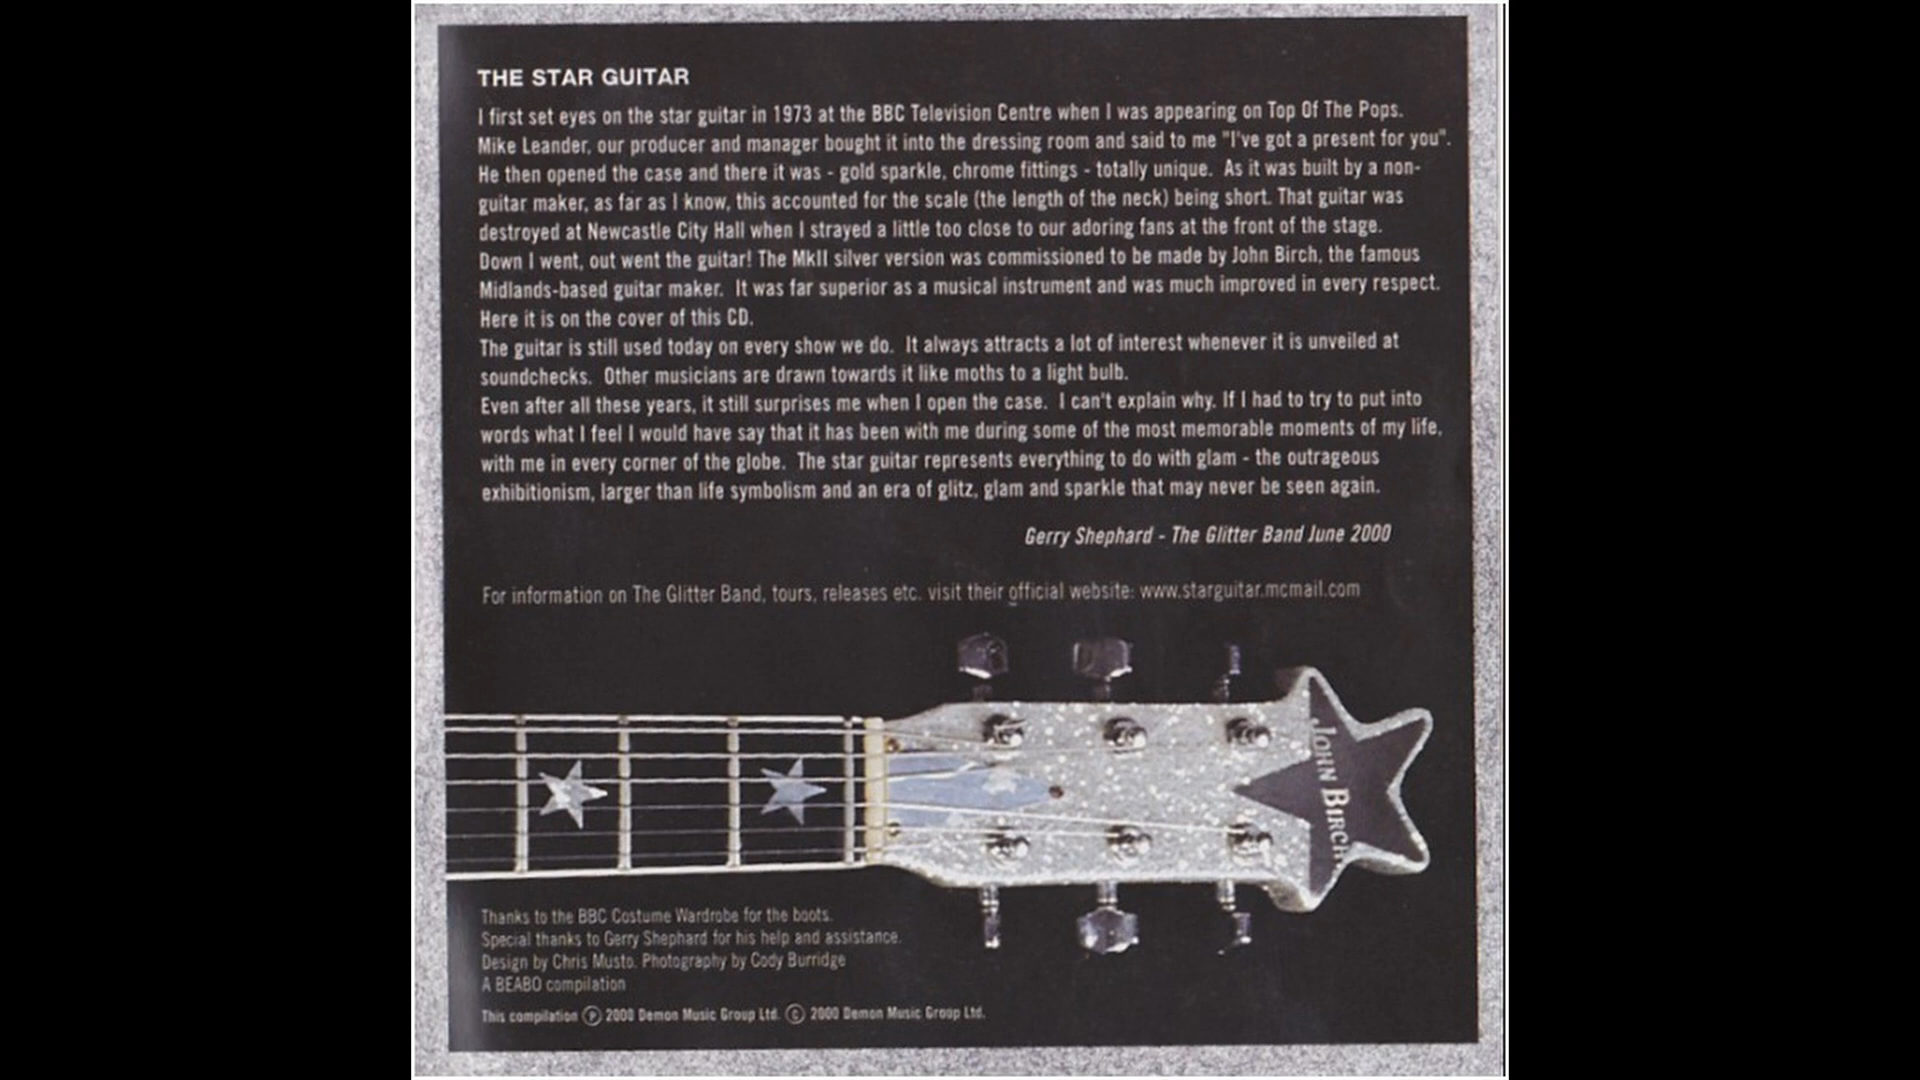 THE STAR GUITAR
I first set eyes on the star guitar in 1973 at the BBC Television Centre when I was appearing on Top Of The Pops.
Mike Leander, our producer and manager bought it into the dressing room and said to me "I've got a present for you".
He then opened the case and there it was - gold sparkle, chrome fittings - totally unique. As it was built by a non-
guitar maker, as far as I know, this accounted for the scale (the length of the neck) being short. That guitar was
destroyed at Newcastle City Hall when I strayed a little too close to our adoring fans at the front of the stage.
Down I went, out went the guitar! The MkII silver version was commissioned to be made by John Birch, the famous
Midlands-based guitar maker. It was far superior as a musical instrument and was much improved in every respect.
Here it is on the cover of this CD.
The guitar is still used today on every show we do. It always attracts a lot of interest whenever it is unveiled at
soundchecks. Other musicians are drawn towards it like moths to a light bulb.
Even after all these years, it still surprises me when I open the case. I can't explain why. If I had to try to put into
words what I feel I would have say that it has been with me during some of the most memorable moments of my life,
with me in every corner of the globe. The star guitar represents everything to do with glam - the outrageous
exhibitionism, larger than life symbolism and an era of glitz, glam and sparkle that may never be seen again.
Gerry Shephard - The Glitter Band June 2000
For information on The Glitter Band, tours, releases etc. visit their official website: www.starguitar.mcmail.com
JOHN BIRCH
Thanks to the BBC Costume Wardrobe for the boots.
Special thanks to Gerry Shephard for his help and assistance.
Design by Chris Musto. Photography by Cody Burridge
A BEABO compilation
This compilation ℗ 2000 Demon Music Group Ltd. © 2000 Demon Music Group Ltd.